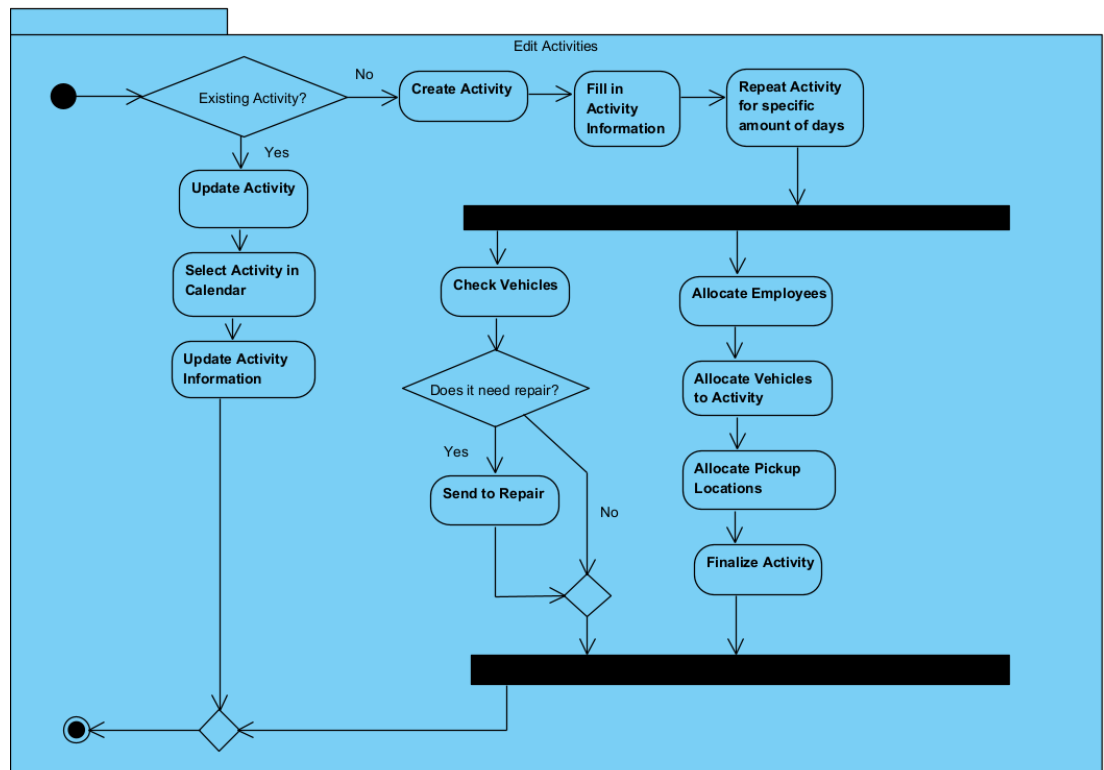 Edit Activities
Existing Activity?
No
Create Activity
Fill in
Activity
Information
Repeat Activity
for specific
amount of days
Yes
Update Activity
Select Activity in
Calendar
Update Activity
Information
Check Vehicles
Does it need repair?
Yes
Send to Repair
No
Allocate Employees
Allocate Vehicles
to Activity
Allocate Pickup
Locations
Finalize Activity